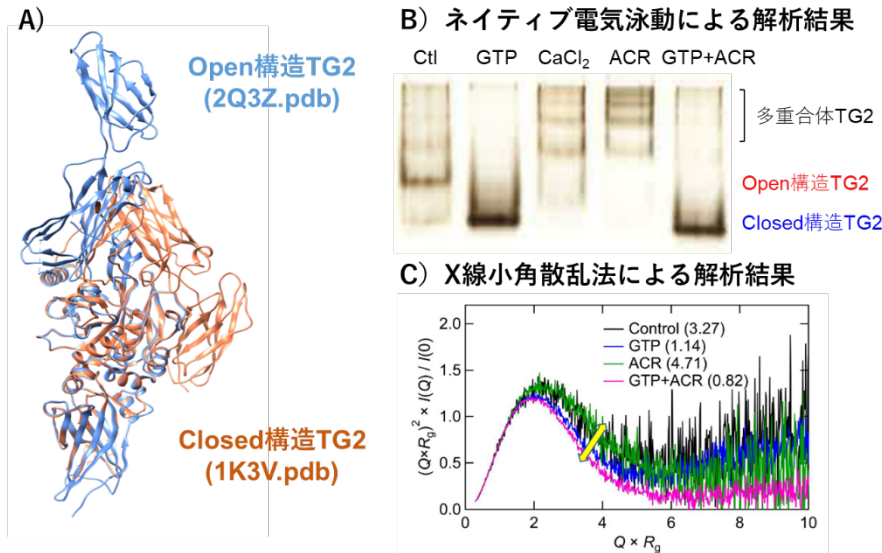 A)
Open構造TG2
(2Q3Z.pdb)
Closed構造TG2
(1K3V.pdb)
B) ネイティブ電気泳動による解析結果
Ctl GTP CaCl₂ ACR GTP+ACR
多重合体TG2
Open構造TG2
Closed構造TG2
C) X線小角散乱法による解析結果
Control (3.27)
GTP (1.14)
ACR (4.71)
GTP+ACR (0.82)
(Q×Rg)² × I(Q) / I(0)
2.0
1.5
1.0
0.5
0.0
0 2 4 6 8 10
Q × Rg